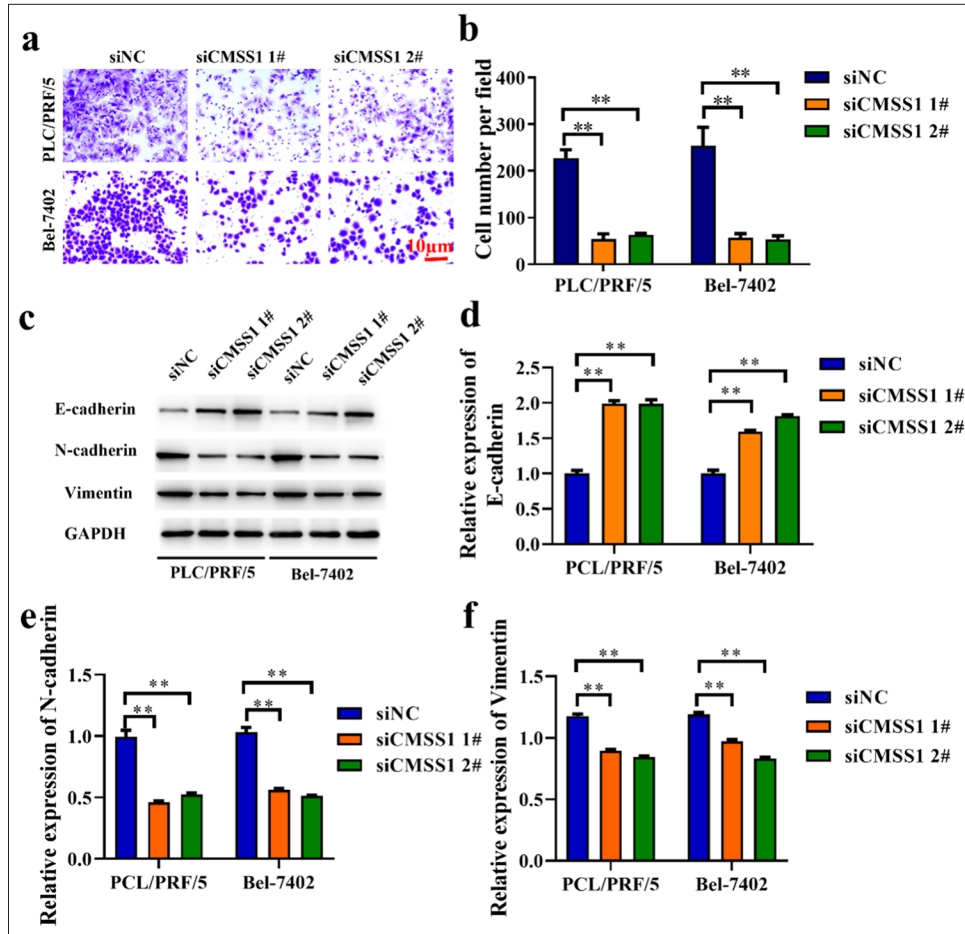 a
siNC siCMSS1 1# siCMSS1 2#
PLC/PRF/5
Bel-7402
10μm
b
Cell number per field
400
300
200
100
0
** ** ** **
PLC/PRF/5 Bel-7402
siNC
siCMSS1 1#
siCMSS1 2#
c
siNC siCMSS1 1# siCMSS1 2# siNC siCMSS1 1# siCMSS1 2#
E-cadherin
N-cadherin
Vimentin
GAPDH
PLC/PRF/5 Bel-7402
d
Relative expression of
E-cadherin
2.5
2.0
1.5
1.0
0.5
0.0
** ** ** **
PCL/PRF/5 Bel-7402
siNC
siCMSS1 1#
siCMSS1 2#
e
Relative expression of N-cadherin
1.5
1.0
0.5
0.0
** ** ** **
PCL/PRF/5 Bel-7402
siNC
siCMSS1 1#
siCMSS1 2#
f
Relative expression of Vimentin
1.5
1.0
0.5
0.0
** ** ** **
PCL/PRF/5 Bel-7402
siNC
siCMSS1 1#
siCMSS1 2#